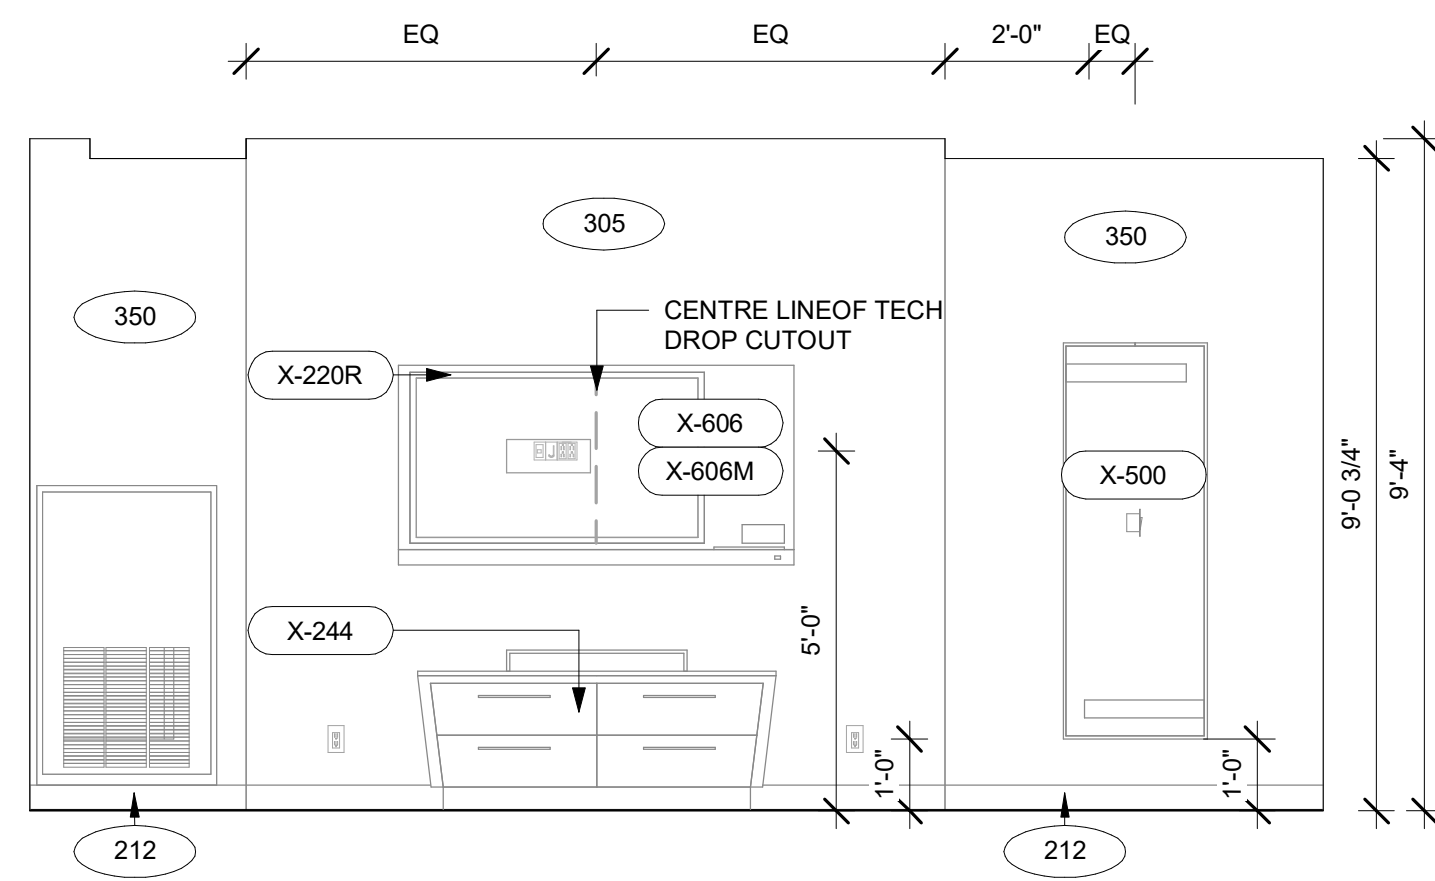 EQ EQ 2'-0" EQ
305
350
350
CENTRE LINEOF TECH
DROP CUTOUT
X-220R
X-606
X-606M
X-500
9'-0 3/4"
9'-4"
X-244
5'-0"
1'-0"
1'-0"
212
212